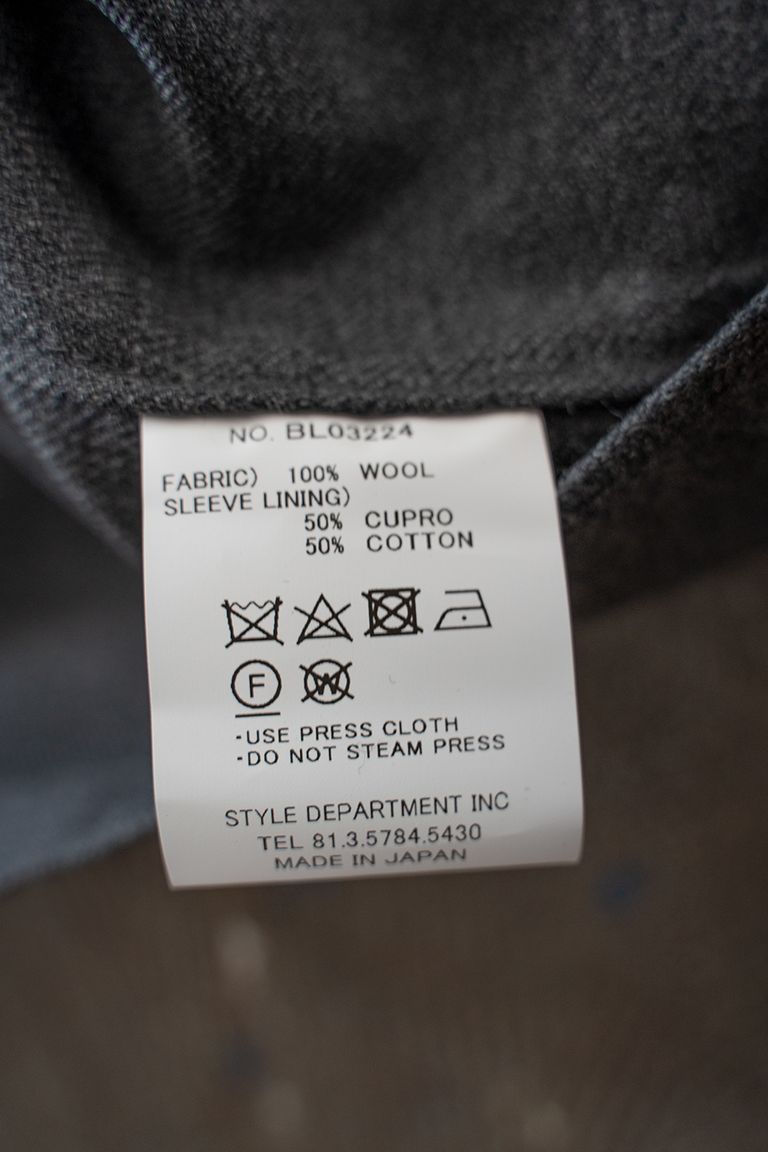 NO. BL03224
FABRIC) 100% WOOL
SLEEVE LINING)
50% CUPRO
50% COTTON
F W
-USE PRESS CLOTH
-DO NOT STEAM PRESS
STYLE DEPARTMENT INC
TEL 81.3.5784.5430
MADE IN JAPAN